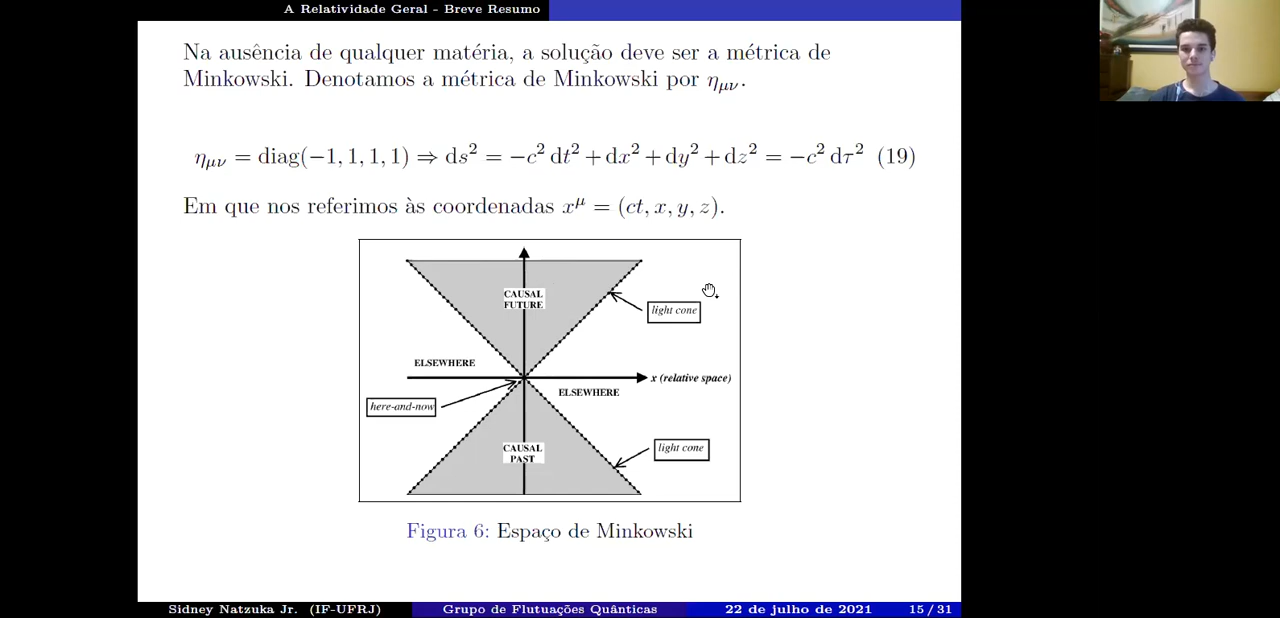 A Relatividade Geral - Breve Resumo
Na ausência de qualquer matéria, a solução deve ser a métrica de
Minkowski. Denotamos a métrica de Minkowski por ημν.
ημν = diag(−1, 1, 1, 1) ⇒ ds² = −c² dt² + dx² + dy² + dz² = −c² dτ² (19)
Em que nos referimos às coordenadas xᵘ = (ct, x, y, z).
CAUSAL
FUTURE
light cone
ELSEWHERE
x (relative space)
ELSEWHERE
here-and-now
CAUSAL
PAST
light cone
Figura 6: Espaço de Minkowski
Sidney Natzuka Jr. (IF-UFRJ) Grupo de Flutuações Quânticas 22 de julho de 2021 15 / 31